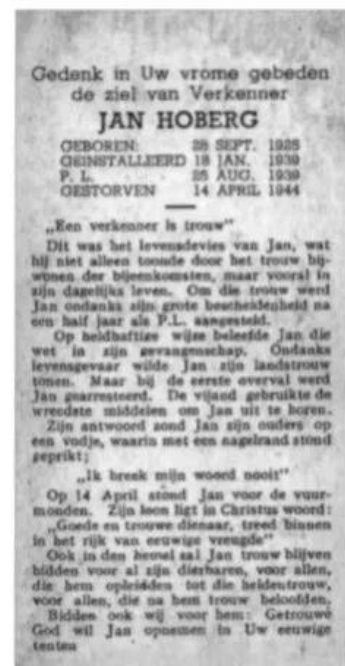 Gedenk in Uw vrome gebeden
de ziel van Verkenner
JAN HOBERG
GEBOREN: 28 SEPT. 1925
GEINSTALLEERD 18 JAN. 1939
P. L. 25 AUG. 1939
GESTORVEN 14 APRIL 1944
„Een verkenner is trouw”
Dit was het levensdevies van Jan, wat
hij niet alleen toonde door het trouw bij-
wonen der bijeenkomsten, maar vooral in
zijn dagelijks leven. Om die trouw werd
Jan ondanks zijn grote bescheidenheid na
een half jaar als P.L. aangesteld.
Op heldhaftige wijze beleefde Jan die
wet in zijn gevangenschap. Ondanks
levensgevaar wilde Jan zijn landstrouw
tonen. Maar bij de eerste overval werd
Jan gearresteerd. De vijand gebruikte de
wreedste middelen om Jan uit te horen.
Zijn antwoord zond Jan zijn ouders op
een vodje, waarin met een nagelrand stond
geprikt;
„Ik breek mijn woord nooit”
Op 14 April stond Jan voor de vuur-
monden. Zijn loon ligt in Christus woord:
„Goede en trouwe dienaar, treed binnen
in het rijk van eeuwige vreugde”
Ook in den hemel zal Jan trouw blijven
bidden voor al zijn dierbaren, voor allen,
die hem opleidden tot die heldentrouw,
voor allen, die na hem trouw beloofden.
Bidden ook wij voor hem: Getrouwe
God wil Jan opnemen in Uw eeuwige
tenten